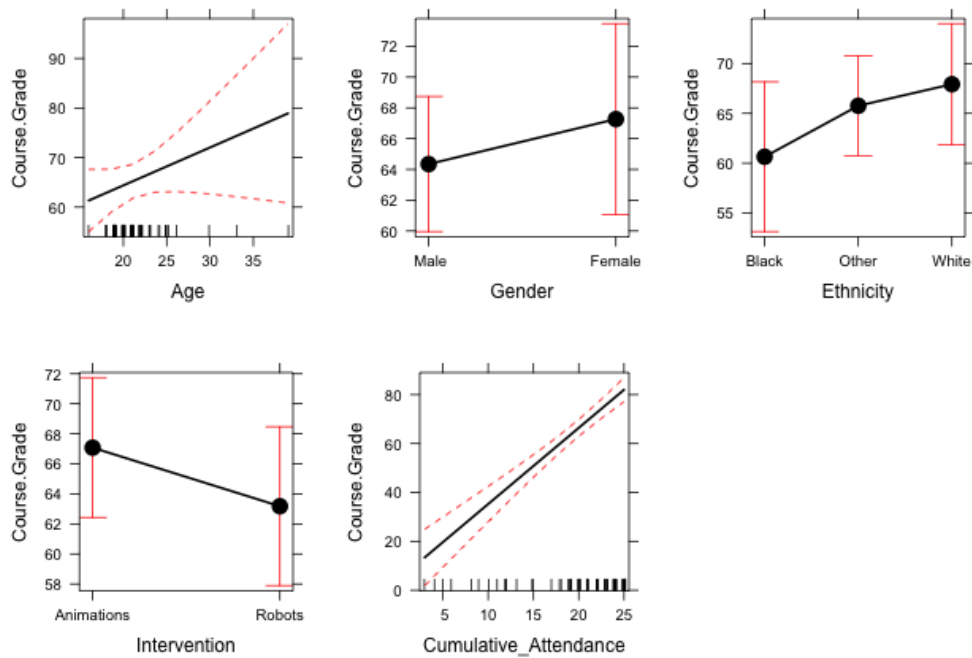 Course.Grade
90
80
70
60
20
25
30
35
Age
Course.Grade
72
70
68
66
64
62
60
Male
Female
Gender
Course.Grade
70
65
60
55
Black
Other
White
Ethnicity
Course.Grade
72
70
68
66
64
62
60
58
Animations
Robots
Intervention
Course.Grade
80
60
40
20
0
5
10
15
20
25
Cumulative_Attendance